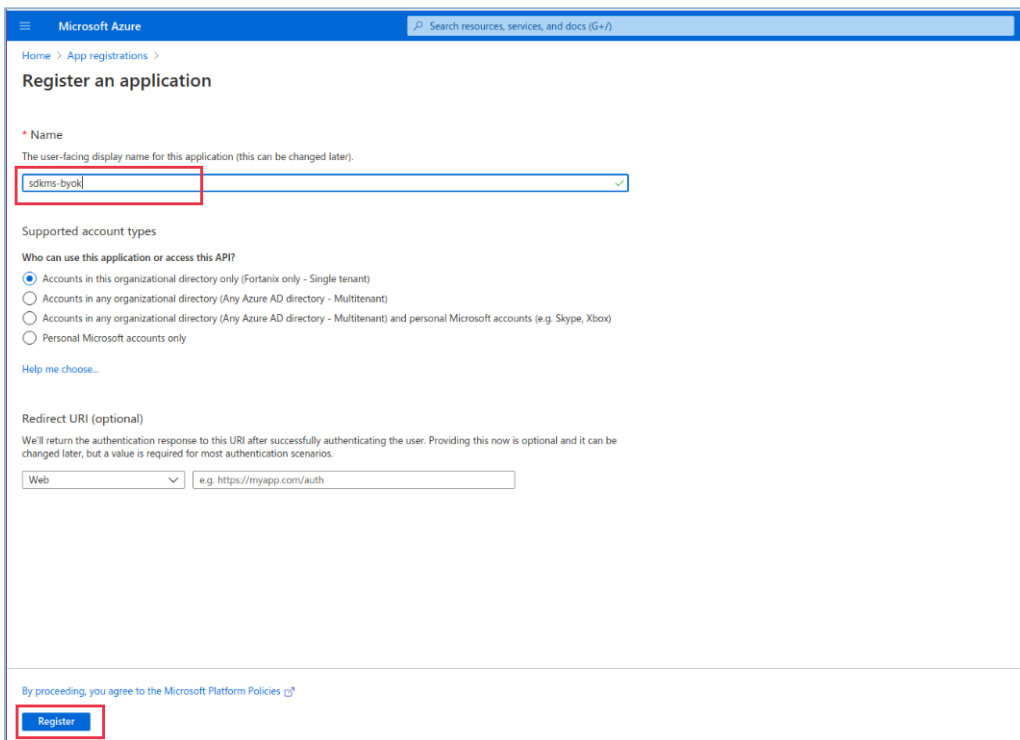 Microsoft Azure
Search resources, services, and docs (G+/)
Home > App registrations >
Register an application
* Name
The user-facing display name for this application (this can be changed later).
sdkms-byok
Supported account types
Who can use this application or access this API?
Accounts in this organizational directory only (Fortanix only - Single tenant)
Accounts in any organizational directory (Any Azure AD directory - Multitenant)
Accounts in any organizational directory (Any Azure AD directory - Multitenant) and personal Microsoft accounts (e.g. Skype, Xbox)
Personal Microsoft accounts only
Help me choose...
Redirect URI (optional)
We'll return the authentication response to this URI after successfully authenticating the user. Providing this now is optional and it can be
changed later, but a value is required for most authentication scenarios.
Web
e.g. https://myapp.com/auth
By proceeding, you agree to the Microsoft Platform Policies
Register